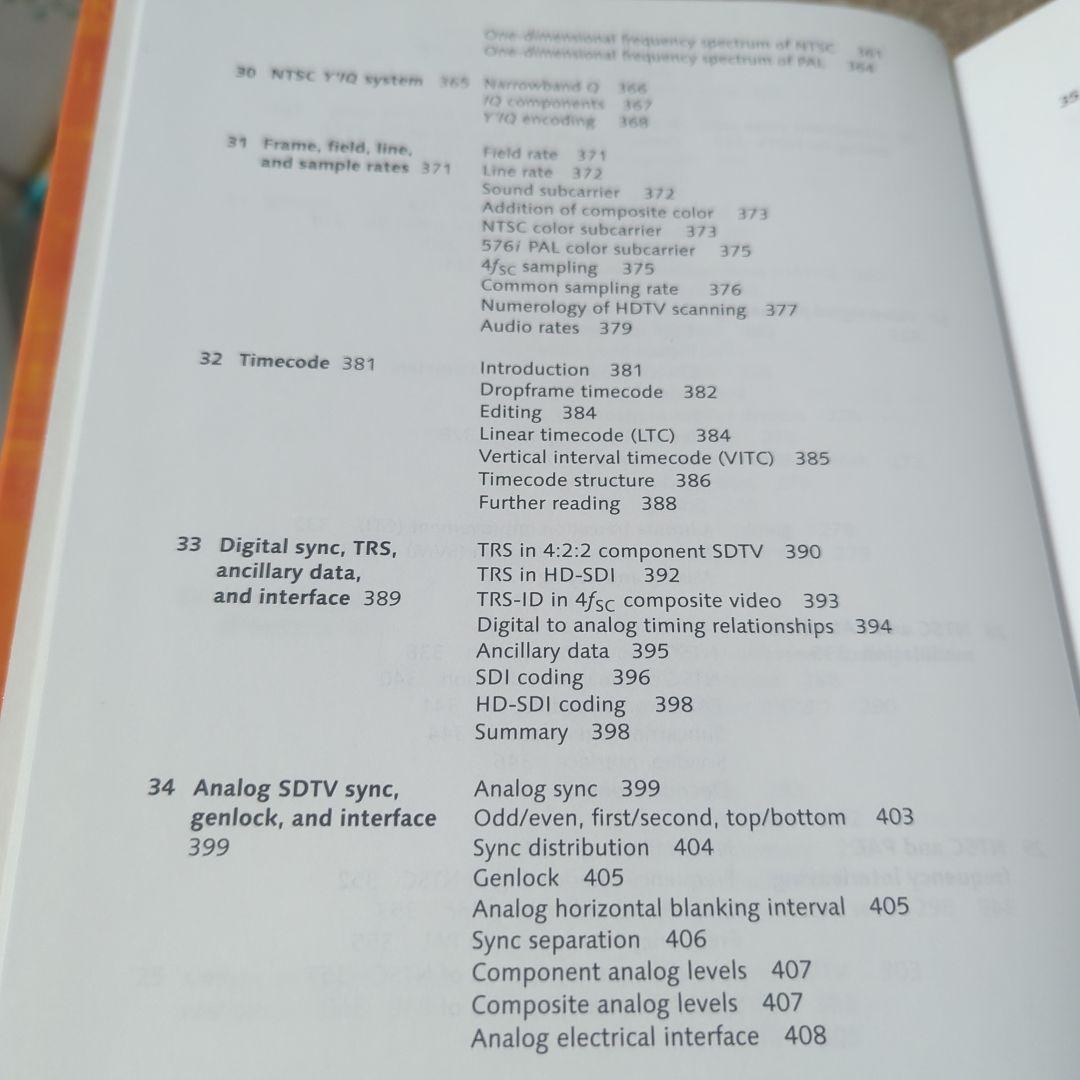 One-dimensional frequency spectrum of NTSC 361
One-dimensional frequency spectrum of PAL 364
30 NTSC Y'IQ system 365
Narrowband Q 366
IQ components 367
Y'IQ encoding 368
31 Frame, field, line,
and sample rates 371
Field rate 371
Line rate 372
Sound subcarrier 372
Addition of composite color 373
NTSC color subcarrier 373
576i PAL color subcarrier 375
4fSC sampling 375
Common sampling rate 376
Numerology of HDTV scanning 377
Audio rates 379
32 Timecode 381
Introduction 381
Dropframe timecode 382
Editing 384
Linear timecode (LTC) 384
Vertical interval timecode (VITC) 385
Timecode structure 386
Further reading 388
33 Digital sync, TRS,
ancillary data,
and interface 389
TRS in 4:2:2 component SDTV 390
TRS in HD-SDI 392
TRS-ID in 4fSC composite video 393
Digital to analog timing relationships 394
Ancillary data 395
SDI coding 396
HD-SDI coding 398
Summary 398
34 Analog SDTV sync,
genlock, and interface
399
Analog sync 399
Odd/even, first/second, top/bottom 403
Sync distribution 404
Genlock 405
Analog horizontal blanking interval 405
Sync separation 406
Component analog levels 407
Composite analog levels 407
Analog electrical interface 408
35